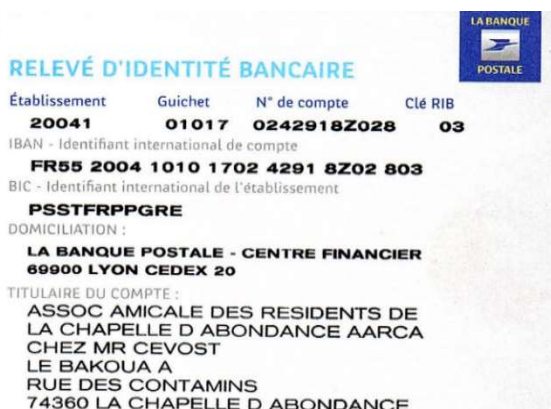 LA BANQUE
POSTALE
RELEVÉ D'IDENTITÉ BANCAIRE
Établissement Guichet N° de compte Clé RIB
20041 01017 0242918Z028 03
IBAN - Identifiant international de compte
FR55 2004 1010 1702 4291 8Z02 803
BIC - Identifiant international de l'établissement
PSSTFRPPGRE
DOMICILIATION :
LA BANQUE POSTALE - CENTRE FINANCIER
69900 LYON CEDEX 20
TITULAIRE DU COMPTE :
ASSOC AMICALE DES RESIDENTS DE
LA CHAPELLE D ABONDANCE AARCA
CHEZ MR CEVOST
LE BAKOUA A
RUE DES CONTAMINS
74360 LA CHAPELLE D ABONDANCE